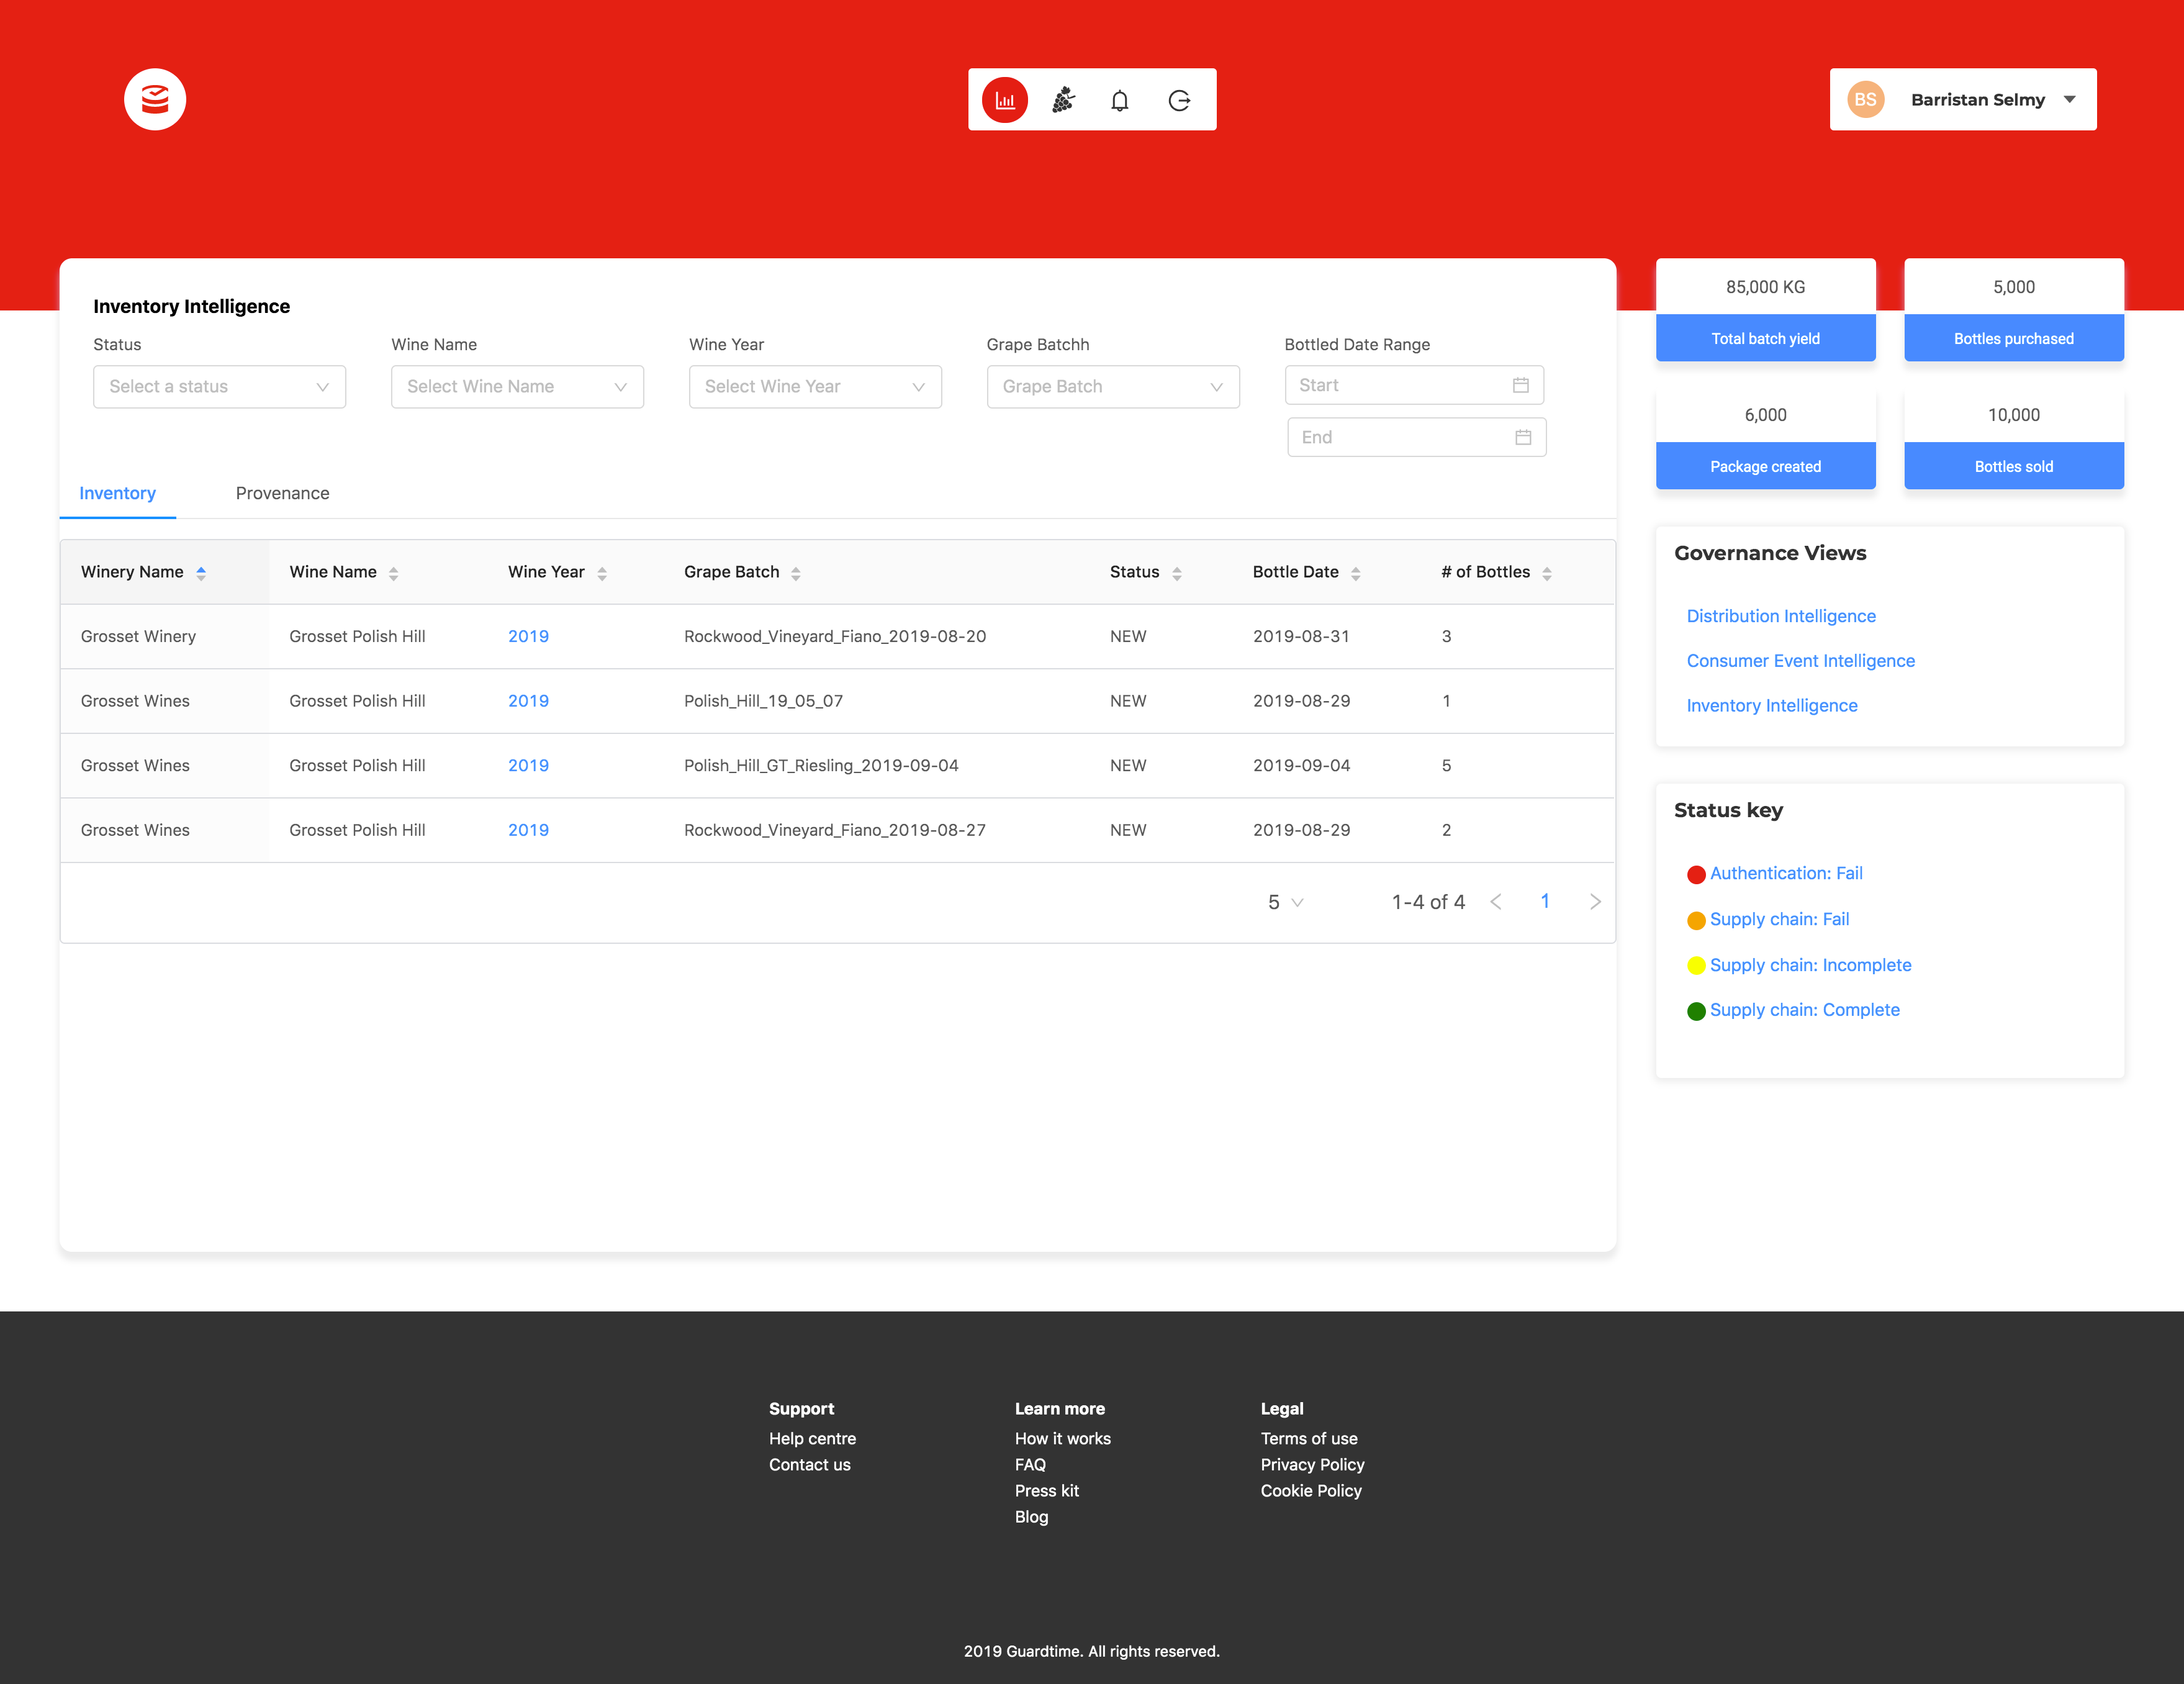 BS Barristan Selmy
Inventory Intelligence
Status Wine Name Wine Year Grape Batchh Bottled Date Range
Select a status Select Wine Name Select Wine Year Grape Batch Start
End
Inventory Provenance
Winery Name Wine Name Wine Year Grape Batch Status Bottle Date # of Bottles
Grosset Winery Grosset Polish Hill 2019 Rockwood_Vineyard_Fiano_2019-08-20 NEW 2019-08-31 3
Grosset Wines Grosset Polish Hill 2019 Polish_Hill_19_05_07 NEW 2019-08-29 1
Grosset Wines Grosset Polish Hill 2019 Polish_Hill_GT_Riesling_2019-09-04 NEW 2019-09-04 5
Grosset Wines Grosset Polish Hill 2019 Rockwood_Vineyard_Fiano_2019-08-27 NEW 2019-08-29 2
5 1-4 of 4 1
85,000 KG 5,000
Total batch yield Bottles purchased
6,000 10,000
Package created Bottles sold
Governance Views
Distribution Intelligence
Consumer Event Intelligence
Inventory Intelligence
Status key
Authentication: Fail
Supply chain: Fail
Supply chain: Incomplete
Supply chain: Complete
Support
Help centre
Contact us
Learn more
How it works
FAQ
Press kit
Blog
Legal
Terms of use
Privacy Policy
Cookie Policy
2019 Guardtime. All rights reserved.